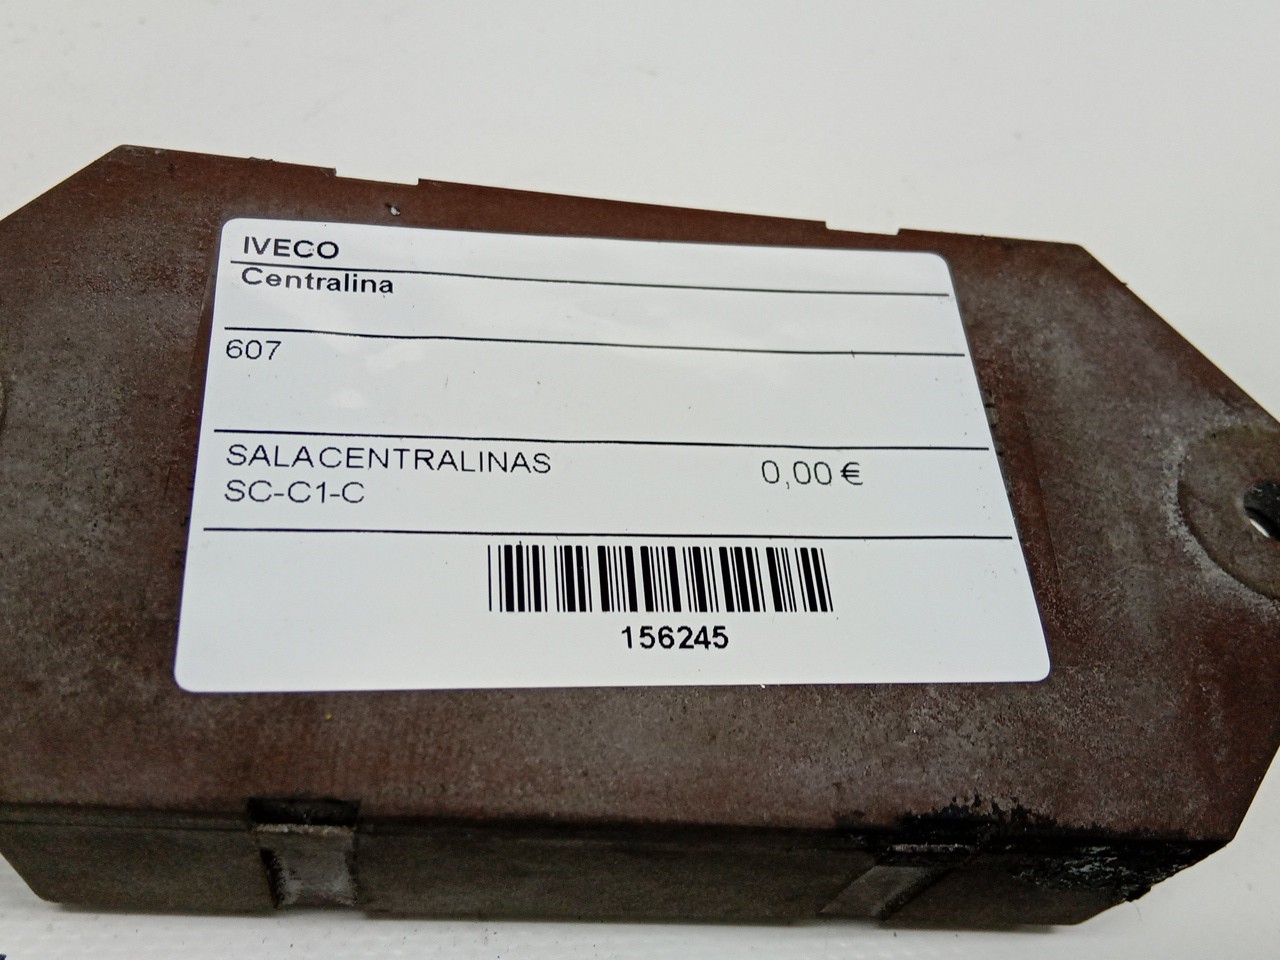 IVECO
Centralina
607
SALACENTRALINAS 0,00 €
SC-C1-C
156245